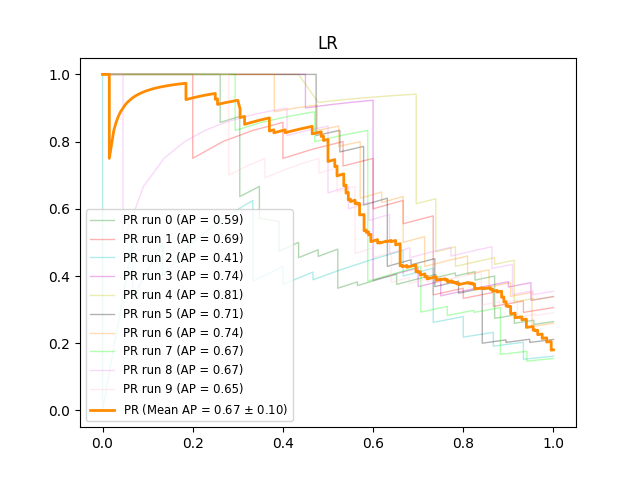 LR
1.0
0.8
0.6
0.4
0.2
0.0
PR run 0 (AP = 0.59)
PR run 1 (AP = 0.69)
PR run 2 (AP = 0.41)
PR run 3 (AP = 0.74)
PR run 4 (AP = 0.81)
PR run 5 (AP = 0.71)
PR run 6 (AP = 0.74)
PR run 7 (AP = 0.67)
PR run 8 (AP = 0.67)
PR run 9 (AP = 0.65)
PR (Mean AP = 0.67 ± 0.10)
0.0 0.2 0.4 0.6 0.8 1.0